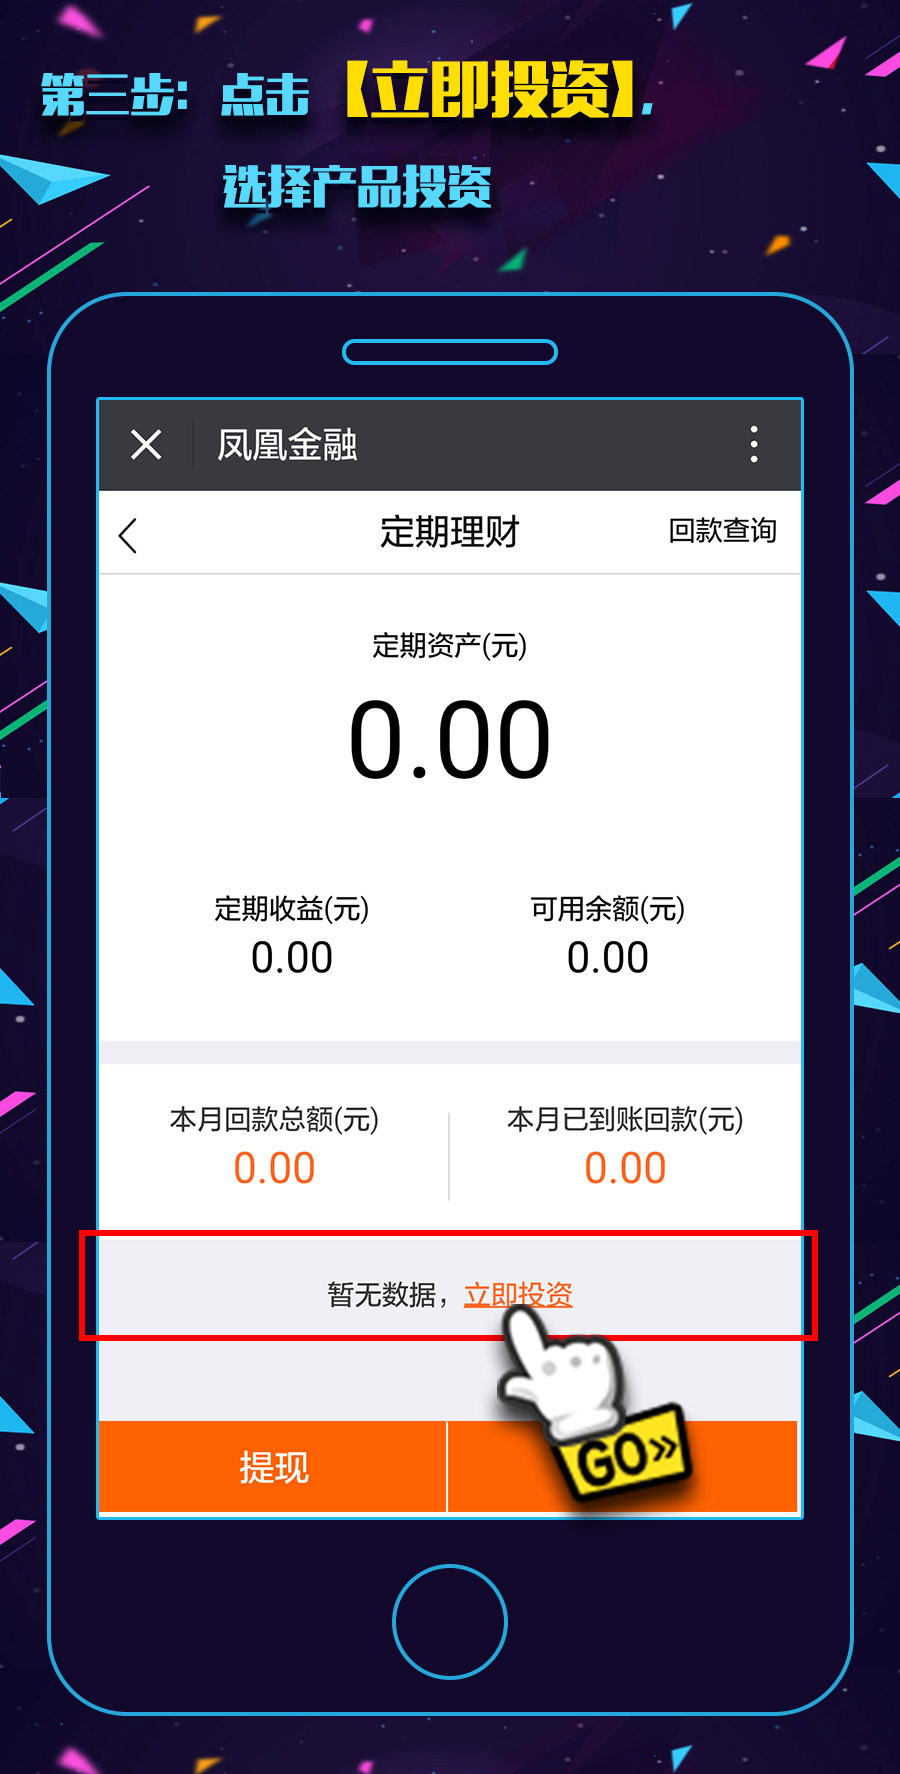 第三步：点击【立即投资】，
选择产品投资
凤凰金融
定期理财 回款查询
定期资产(元)
0.00
定期收益(元) 可用余额(元)
0.00 0.00
本月回款总额(元) 本月已到账回款(元)
0.00 0.00
暂无数据，立即投资
GO»
提现